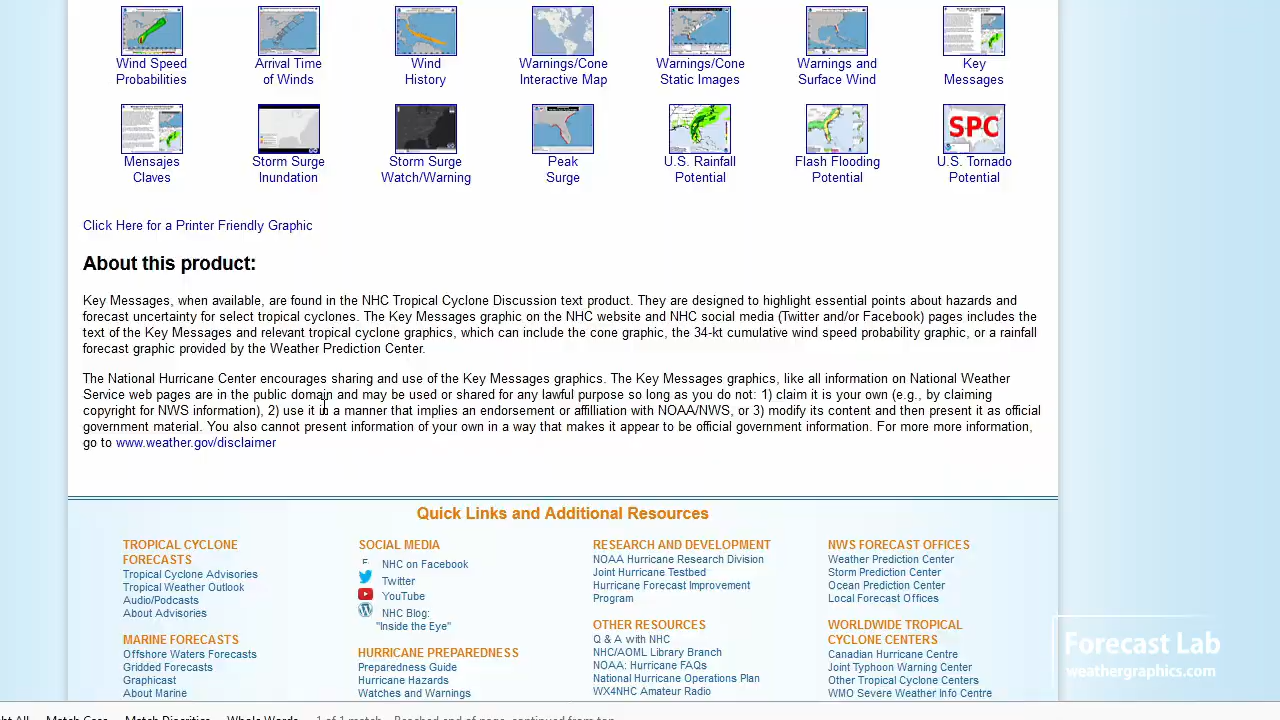 Wind Speed Probabilities
Arrival Time of Winds
Wind History
Warnings/Cone Interactive Map
Warnings/Cone Static Images
Warnings and Surface Wind
Key Messages
SPC
Mensajes Claves
Storm Surge Inundation
Storm Surge Watch/Warning
Peak Surge
U.S. Rainfall Potential
Flash Flooding Potential
U.S. Tornado Potential
Click Here for a Printer Friendly Graphic
About this product:
Key Messages, when available, are found in the NHC Tropical Cyclone Discussion text product. They are designed to highlight essential points about hazards and
forecast uncertainty for select tropical cyclones. The Key Messages graphic on the NHC website and NHC social media (Twitter and/or Facebook) pages includes the
text of the Key Messages and relevant tropical cyclone graphics, which can include the cone graphic, the 34-kt cumulative wind speed probability graphic, or a rainfall
forecast graphic provided by the Weather Prediction Center.
The National Hurricane Center encourages sharing and use of the Key Messages graphics. The Key Messages graphics, like all information on National Weather
Service web pages are in the public domain and may be used or shared for any lawful purpose so long as you do not: 1) claim it is your own (e.g., by claiming
copyright for NWS information), 2) use it in a manner that implies an endorsement or affilliation with NOAA/NWS, or 3) modify its content and then present it as official
government material. You also cannot present information of your own in a way that makes it appear to be official government information. For more more information,
go to www.weather.gov/disclaimer
Quick Links and Additional Resources
TROPICAL CYCLONE
FORECASTS
Tropical Cyclone Advisories
Tropical Weather Outlook
Audio/Podcasts
About Advisories
MARINE FORECASTS
Offshore Waters Forecasts
Gridded Forecasts
Graphicast
About Marine
SOCIAL MEDIA
NHC on Facebook
Twitter
YouTube
NHC Blog:
"Inside the Eye"
HURRICANE PREPAREDNESS
Preparedness Guide
Hurricane Hazards
Watches and Warnings
RESEARCH AND DEVELOPMENT
NOAA Hurricane Research Division
Joint Hurricane Testbed
Hurricane Forecast Improvement
Program
OTHER RESOURCES
Q & A with NHC
NHC/AOML Library Branch
NOAA: Hurricane FAQs
National Hurricane Operations Plan
WX4NHC Amateur Radio
NWS FORECAST OFFICES
Weather Prediction Center
Storm Prediction Center
Ocean Prediction Center
Local Forecast Offices
WORLDWIDE TROPICAL
CYCLONE CENTERS
Canadian Hurricane Centre
Joint Typhoon Warning Center
Other Tropical Cyclone Centers
WMO Severe Weather Info Centre
Forecast Lab
weathergraphics.com
Match Case Match Diacritics Whole Words 1 of 1 match Reached end of page, continued from top